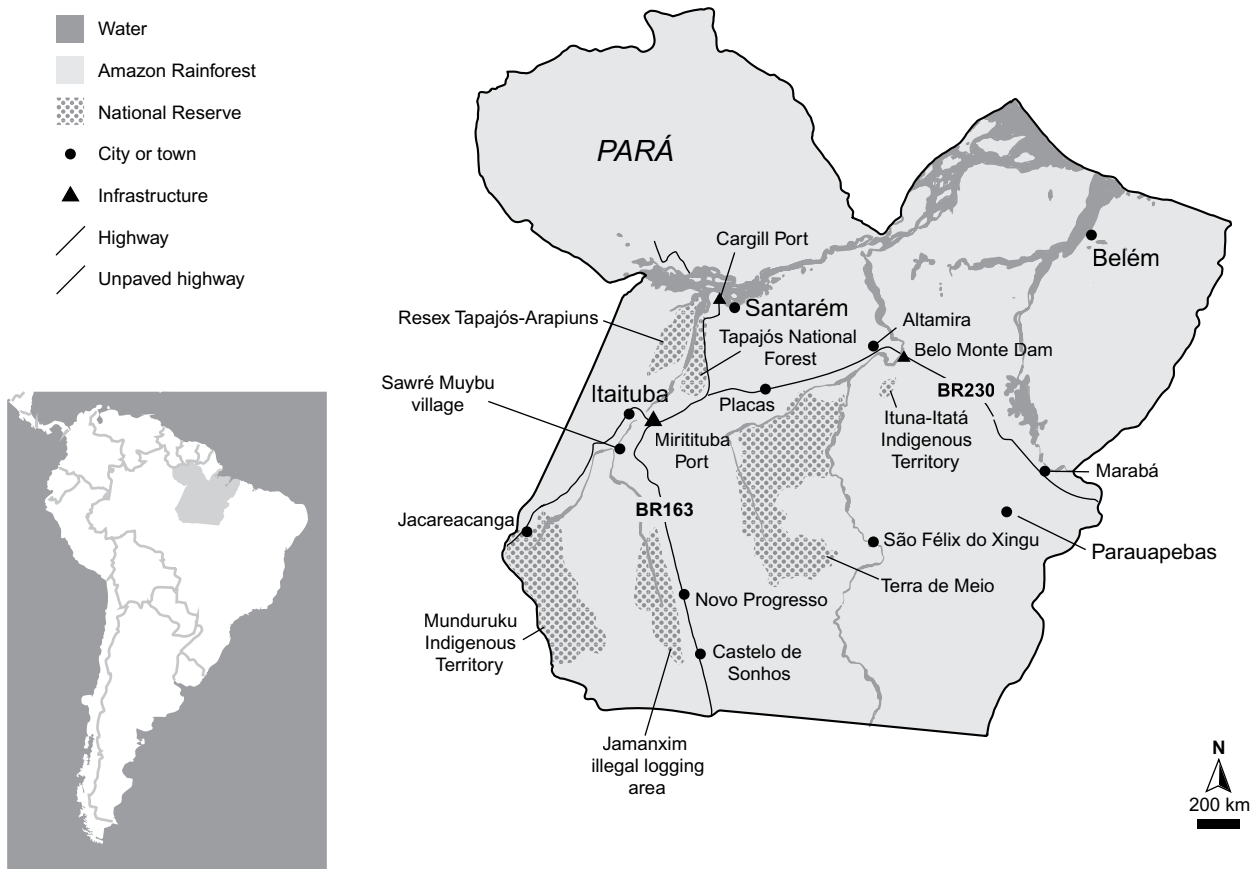 Water
Amazon Rainforest
National Reserve
City or town
Infrastructure
Highway
Unpaved highway
PARÁ
Cargill Port
Belém
Santarém
Resex Tapajós-Arapiuns
Tapajós National
Forest
Altamira
Belo Monte Dam
Sawré Muybu
village
Itaituba
Placas
BR230
Ituna-Itatá
Indigenous
Territory
Miritituba
Port
Marabá
Jacareacanga
BR163
São Félix do Xingu
Parauapebas
Terra de Meio
Novo Progresso
Munduruku
Indigenous
Territory
Castelo de
Sonhos
Jamanxim
illegal logging
area
N
200 km